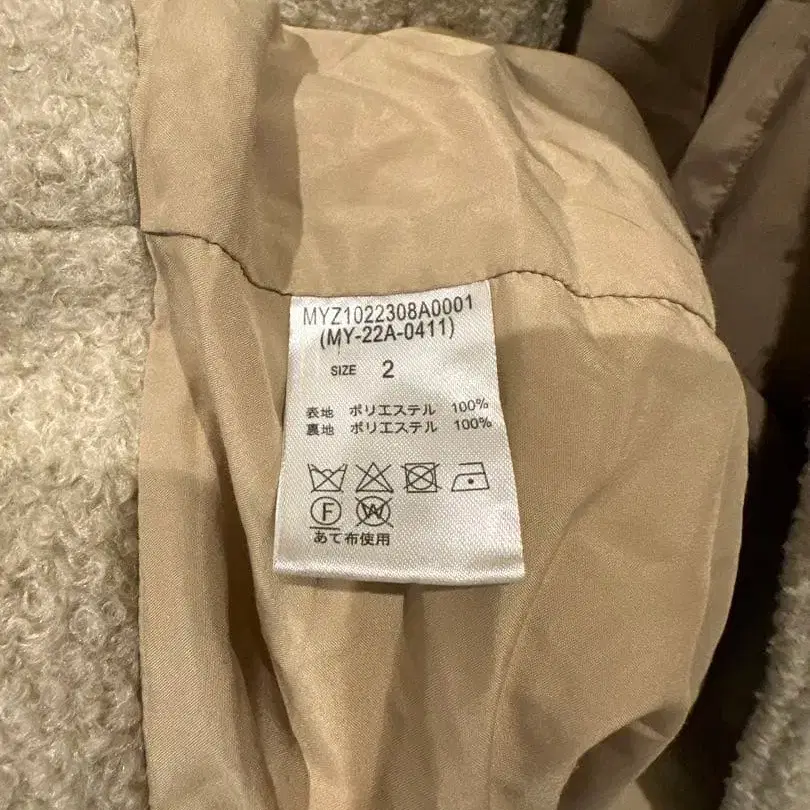 MYZ1022308A0001
(MY-22A-0411)
SIZE 2
表地 ポリエステル 100%
裏地 ポリエステル 100%
F W
あて布使用